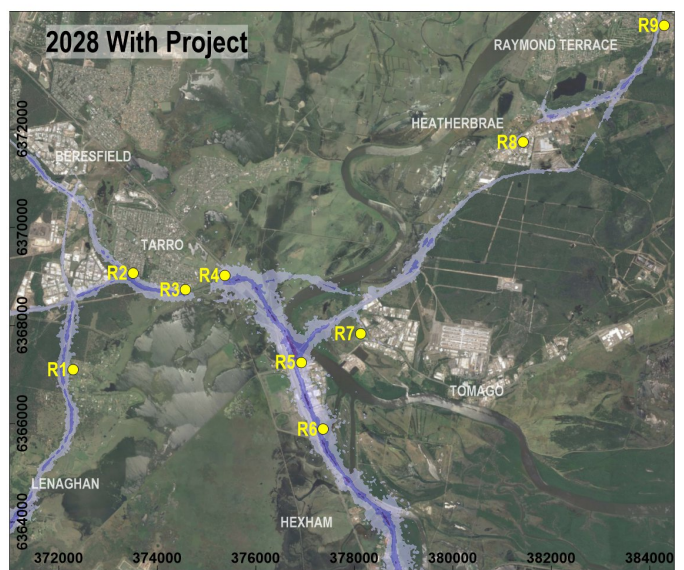 2028 With Project
R9
RAYMOND TERRACE
6372000
HEATHERBRAE
R8
BERESFIELD
6370000
TARRO
R2
R4
R3
6368000
R7
R5
R1
TOMAGO
6366000
R6
LENAGHAN
HEXHAM
6364000
372000 374000 376000 378000 380000 382000 384000